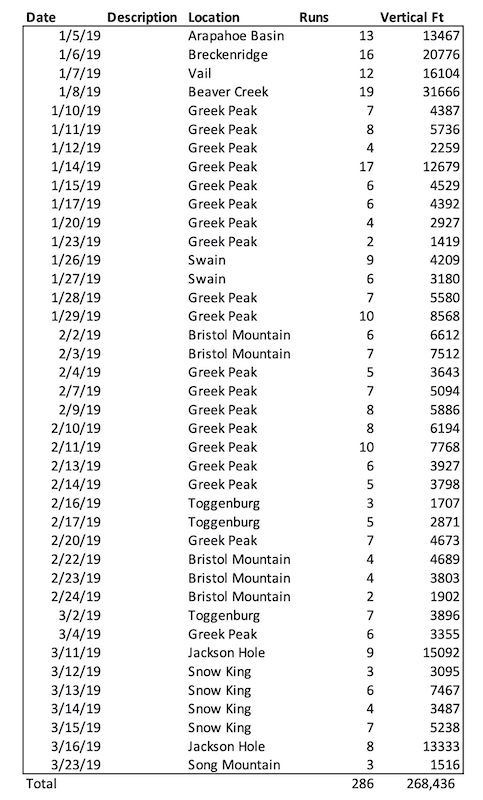 Date Description Location Runs Vertical Ft
1/5/19 Arapahoe Basin 13 13467
1/6/19 Breckenridge 16 20776
1/7/19 Vail 12 16104
1/8/19 Beaver Creek 19 31666
1/10/19 Greek Peak 7 4387
1/11/19 Greek Peak 8 5736
1/12/19 Greek Peak 4 2259
1/14/19 Greek Peak 17 12679
1/15/19 Greek Peak 6 4529
1/17/19 Greek Peak 6 4392
1/20/19 Greek Peak 4 2927
1/23/19 Greek Peak 2 1419
1/26/19 Swain 9 4209
1/27/19 Swain 6 3180
1/28/19 Greek Peak 7 5580
1/29/19 Greek Peak 10 8568
2/2/19 Bristol Mountain 6 6612
2/3/19 Bristol Mountain 7 7512
2/4/19 Greek Peak 5 3643
2/7/19 Greek Peak 7 5094
2/9/19 Greek Peak 8 5886
2/10/19 Greek Peak 8 6194
2/11/19 Greek Peak 10 7768
2/13/19 Greek Peak 6 3927
2/14/19 Greek Peak 5 3798
2/16/19 Toggenburg 3 1707
2/17/19 Toggenburg 5 2871
2/20/19 Greek Peak 7 4673
2/22/19 Bristol Mountain 4 4689
2/23/19 Bristol Mountain 4 3803
2/24/19 Bristol Mountain 2 1902
3/2/19 Toggenburg 7 3896
3/4/19 Greek Peak 6 3355
3/11/19 Jackson Hole 9 15092
3/12/19 Snow King 3 3095
3/13/19 Snow King 6 7467
3/14/19 Snow King 4 3487
3/15/19 Snow King 7 5238
3/16/19 Jackson Hole 8 13333
3/23/19 Song Mountain 3 1516
Total 286 268,436